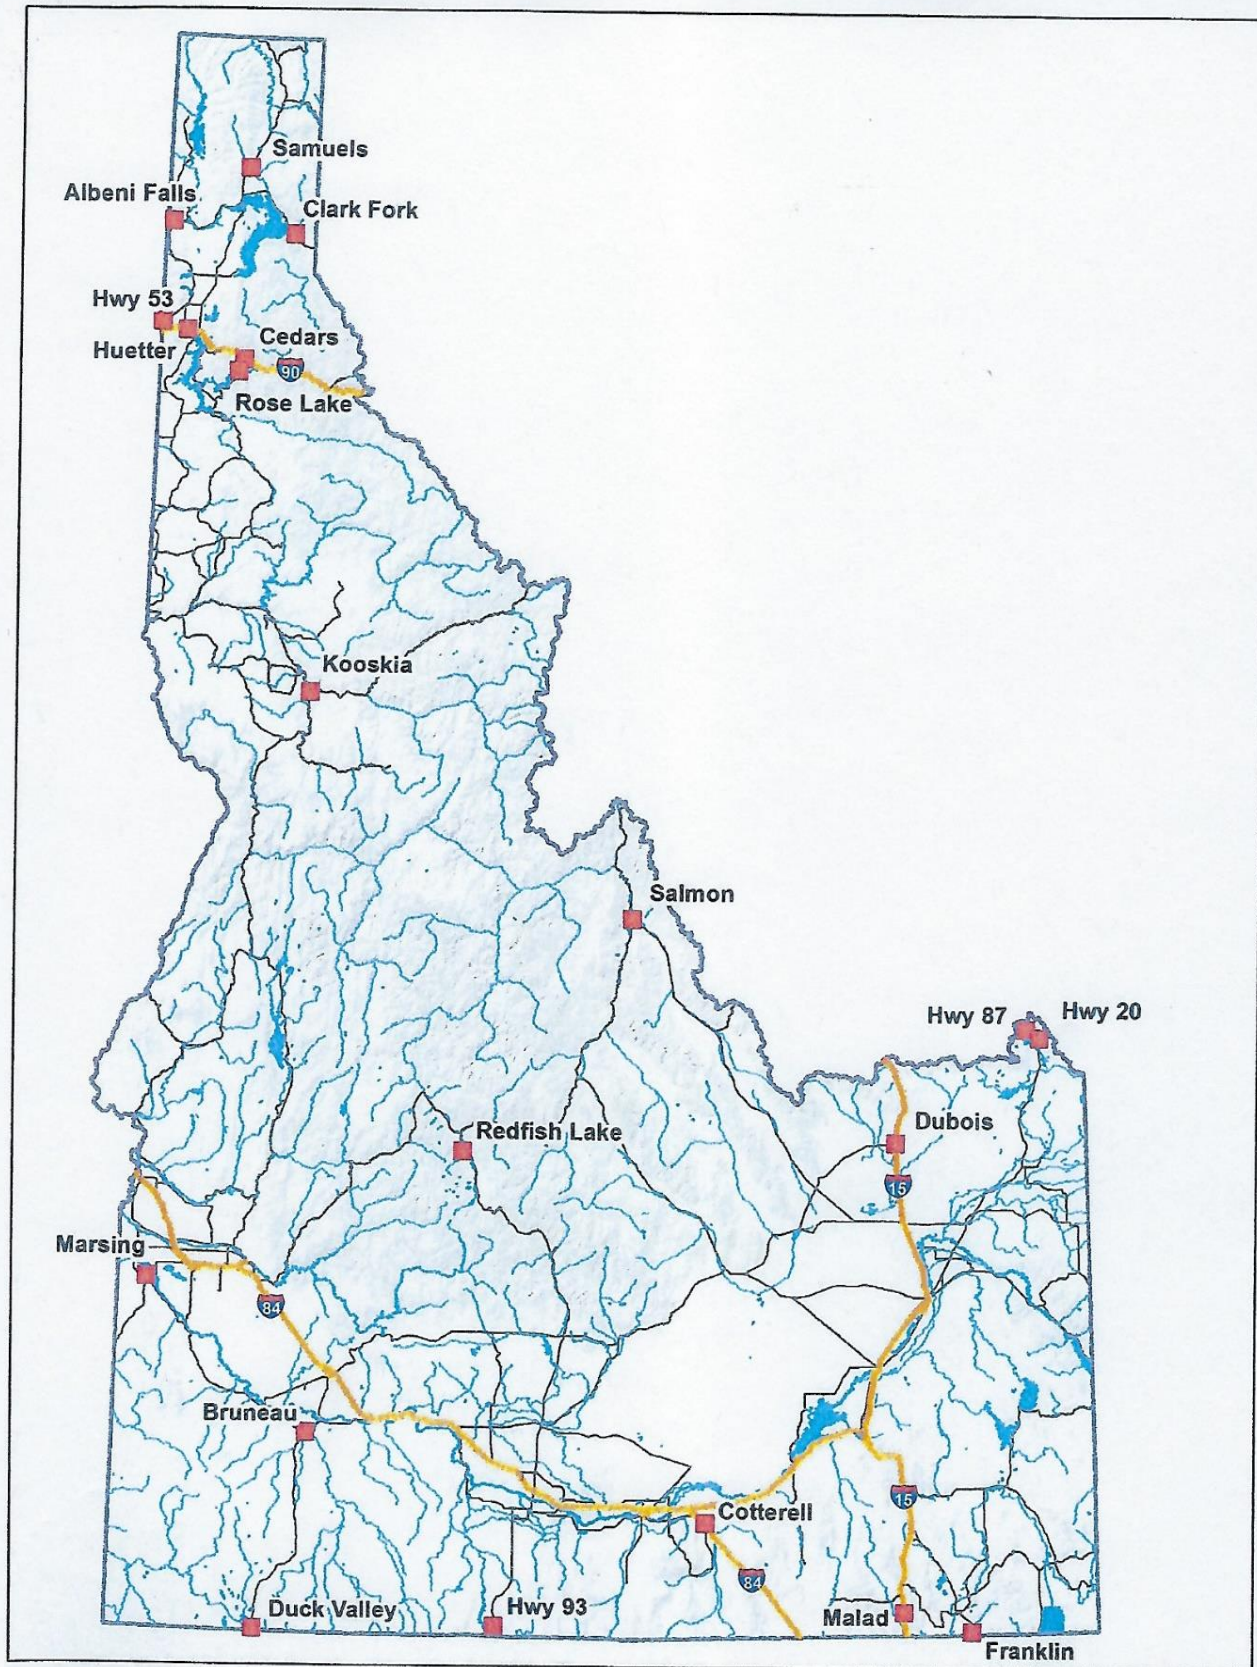 Samuels
Albeni Falls
Clark Fork
Hwy 53
Huetter
Cedars
90
Rose Lake
Kooskia
Salmon
Hwy 87
Hwy 20
Dubois
Redfish Lake
15
Marsing
84
Bruneau
15
Cotterell
84
Duck Valley
Hwy 93
Malad
Franklin